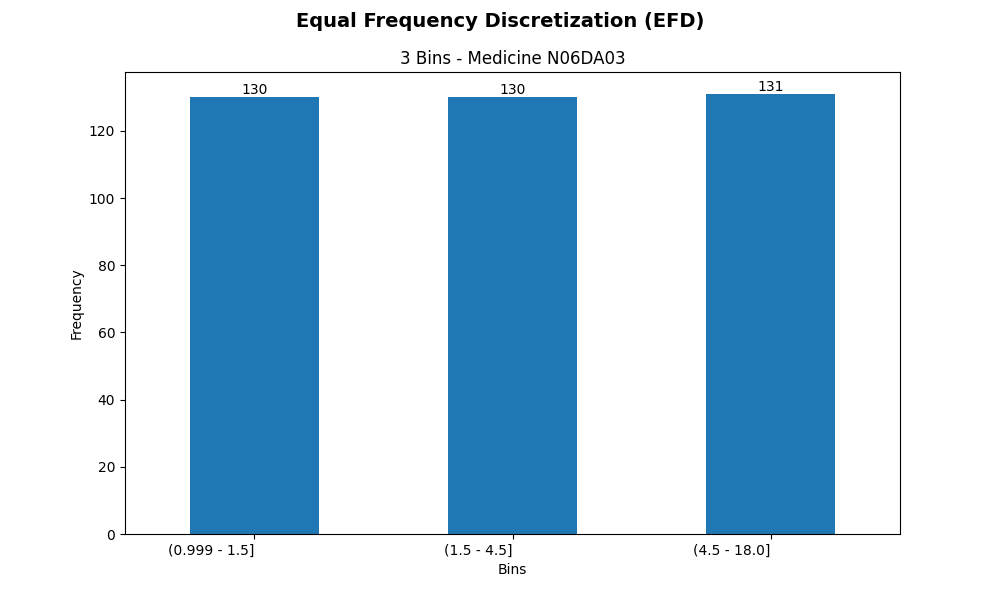 Equal Frequency Discretization (EFD)
3 Bins - Medicine N06DA03
130
130
131
120
100
80
60
40
20
0
Frequency
(0.999 - 1.5]
(1.5 - 4.5]
(4.5 - 18.0]
Bins